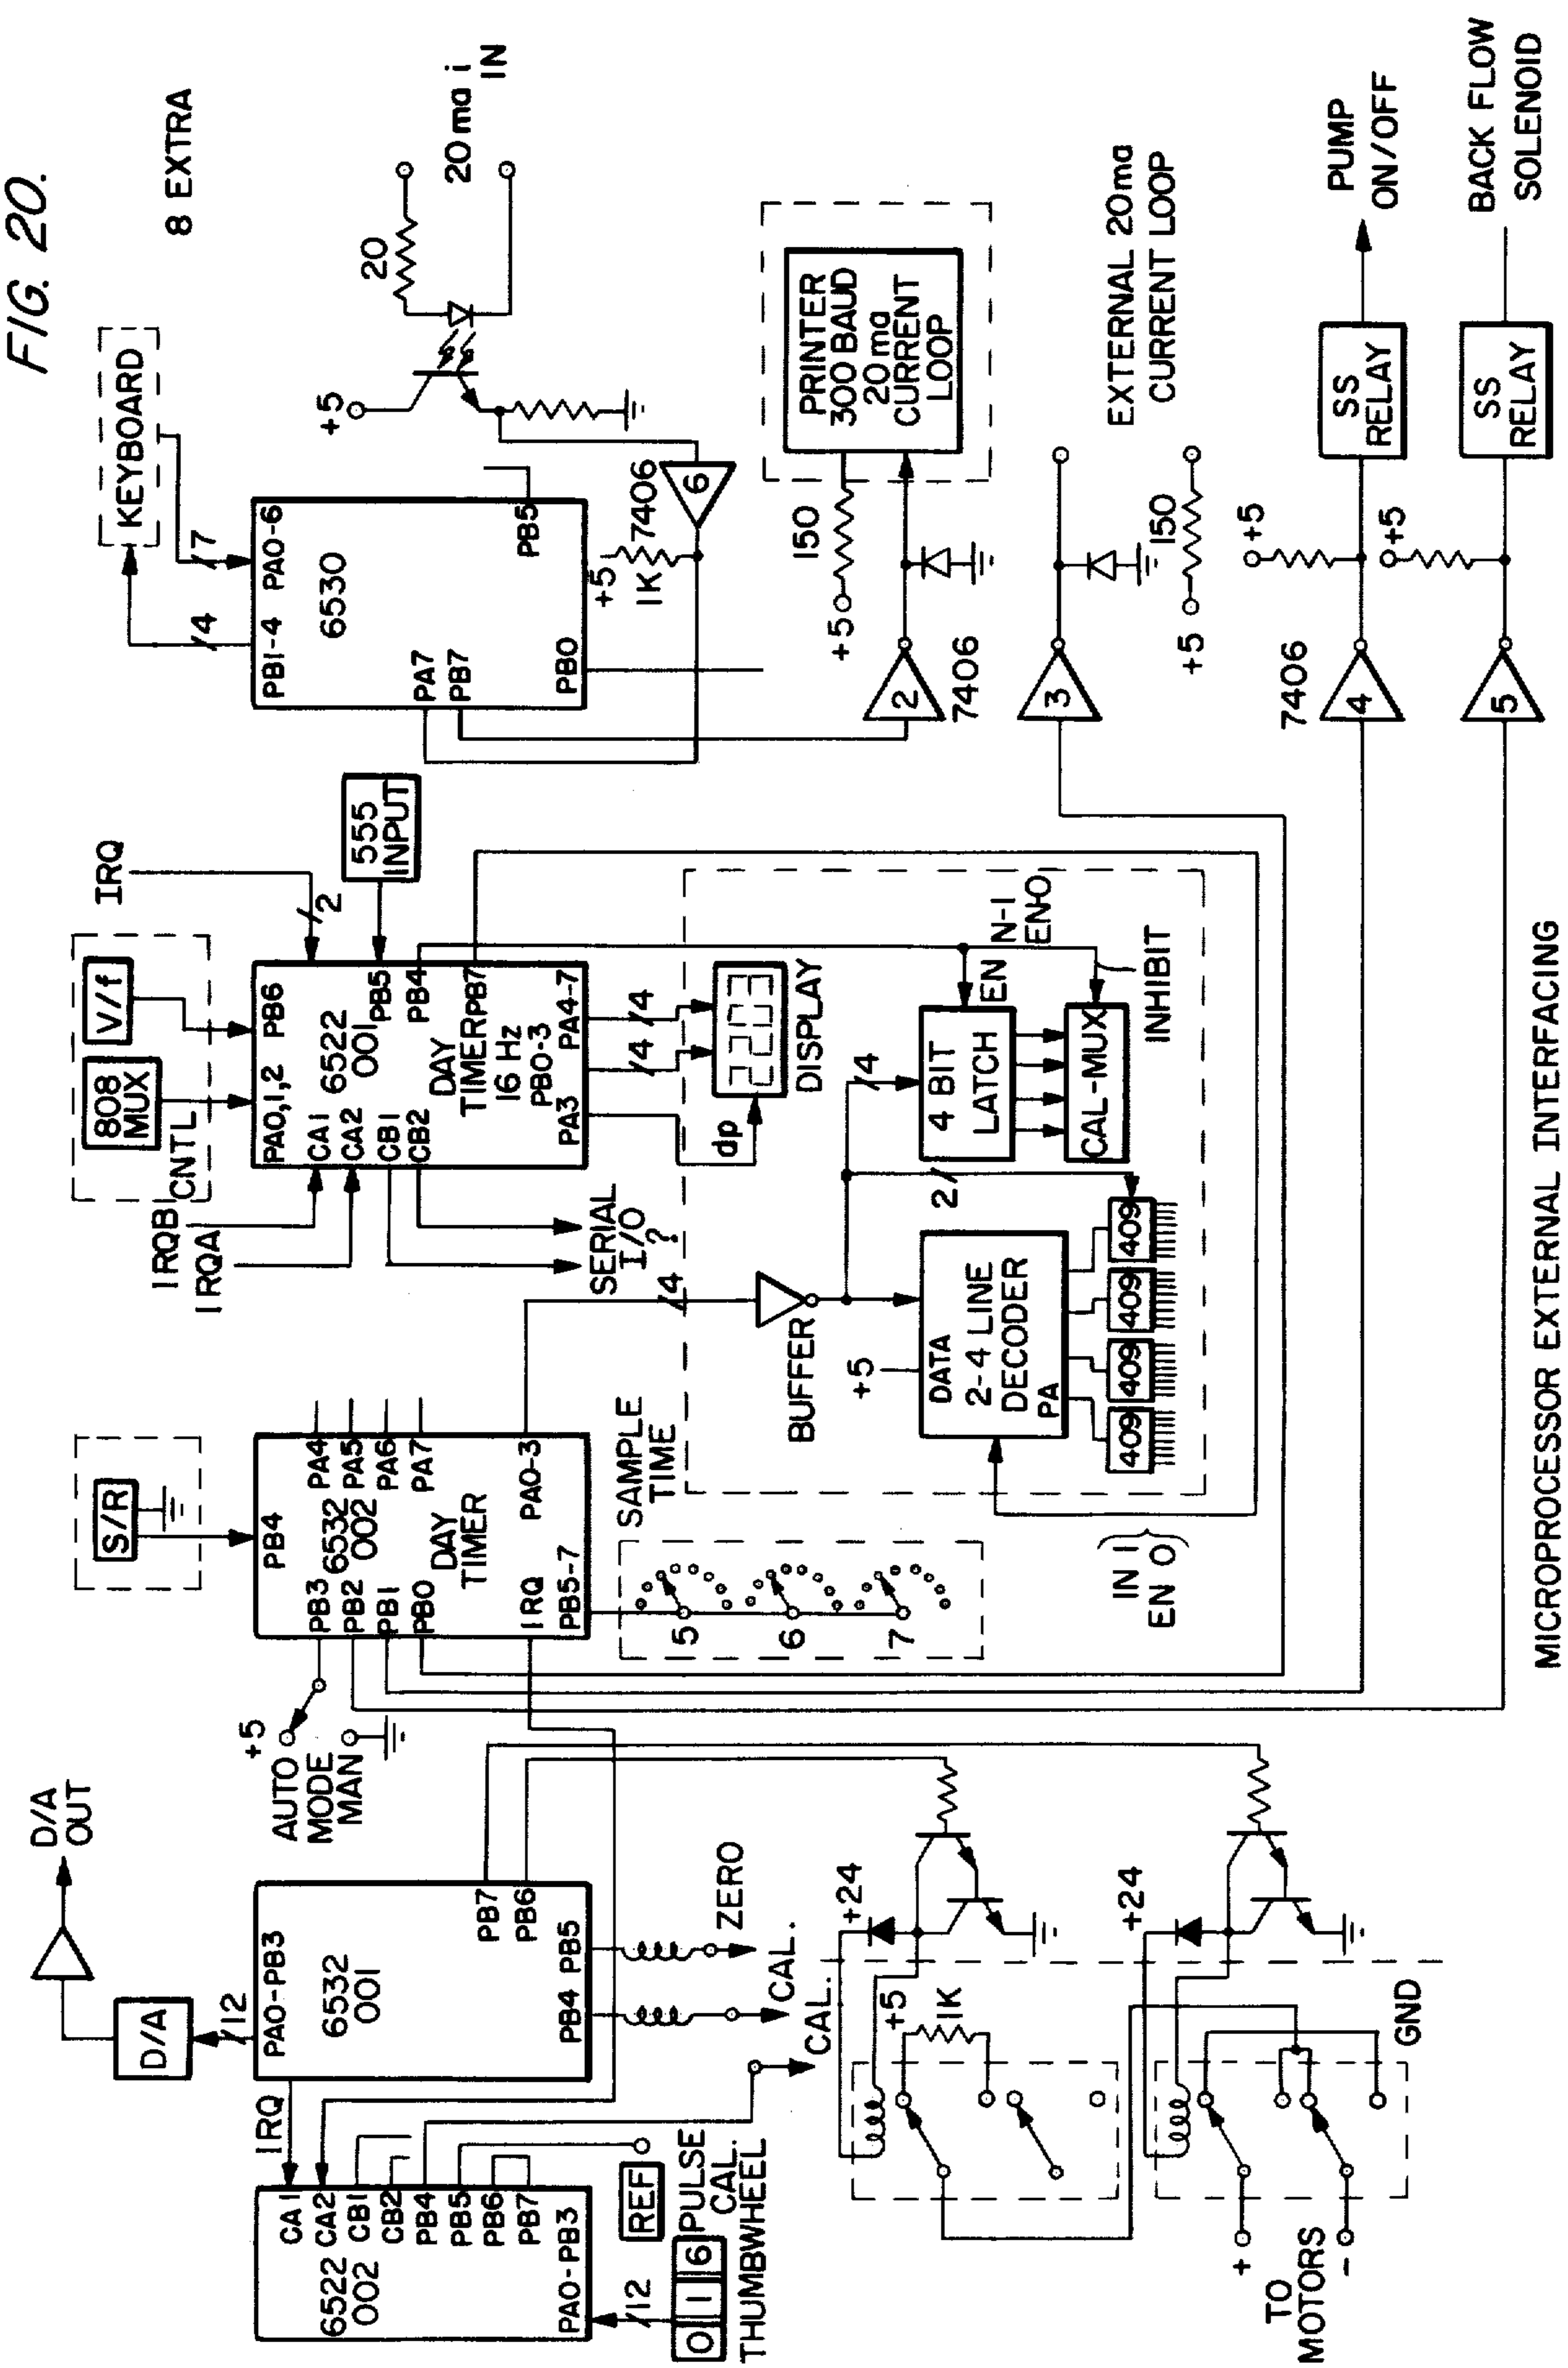 FIG. 20.
8 EXTRA
D/A
OUT
D/A
12
PA0-PB3
6532
001
PB7
PB6
PB4
PB5
IRQ
CA1
CA2
CB1
CB2
PB4
PB5
PB6
PB7
6522
002
PA0-PB3
12
0 1 6
PULSE
CAL.
THUMBWHEEL
REF
CAL.
CAL.
ZERO
+24
+5
1K
+24
GND
+
TO
MOTORS
-
S/R
PB4
PB3
PB2
PB1
PB0
6532
002
DAY
TIMER
PA4
PA5
PA6
PA7
IRQ
PA0-3
PB5-7
+5
AUTO
MODE
MAN
SAMPLE
TIME
5
6
7
4
BUFFER
+5
DATA
2-4 LINE
DECODER
PA
409
409
409
409
2
4
4 BIT
LATCH
EN
CAL-MUX
N-1
EN-0
INHIBIT
IN 1
EN 0
808
MUX
V/f
CNTL
IRQB
IRQA
IRQ
2
PA0,1,2
PB6
CA1
CA2
CB1
CB2
6522
001
DAY
TIMER
16 Hz
PB0-3
PB5
PB4
PB7
PA3
PA4-7
555
INPUT
SERIAL
I/O
?
4
4
dp
DISPLAY
KEYBOARD
4
7
PB1-4
PA0-6
6530
PA7
PB7
PB0
PB5
+5
20
20 ma i
IN
6
7406
+5
1K
+5
150
PRINTER
300 BAUD
20 ma
CURRENT
LOOP
2
7406
3
EXTERNAL 20ma
CURRENT LOOP
+5
150
7406
4
+5
SS
RELAY
PUMP
ON/OFF
5
+5
SS
RELAY
BACK FLOW
SOLENOID
MICROPROCESSOR EXTERNAL INTERFACING